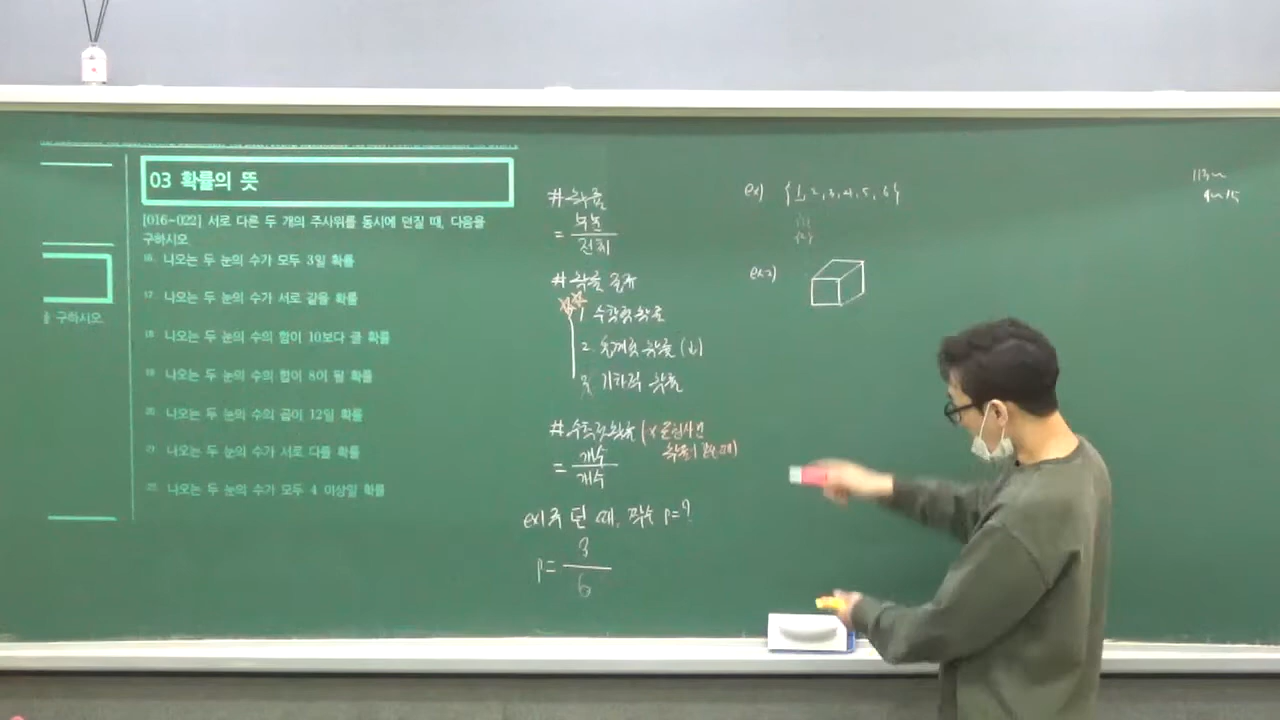 03 확률의 뜻
[016~022] 서로 다른 두 개의 주사위를 동시에 던질 때, 다음을
구하시오
16 나오는 두 눈의 수가 모두 3일 확률
17 나오는 두 눈의 수가 서로 같을 확률
18 나오는 두 눈의 수의 합이 10보다 클 확률
19 나오는 두 눈의 수의 합이 8이 될 확률
20 나오는 두 눈의 수의 곱이 12일 확률
21 나오는 두 눈의 수가 서로 다를 확률
22 나오는 두 눈의 수가 모두 4 이상일 확률
구하시오
# 확률
= 부분
전체
# 확률 종류
1. 수학적 확률
2. 통계적 확률
3. 기하적 확률
# 수학적 확률
= 개수
개수
ex) 주 던 때, 짝수 P=?
P= 3
6
ex) {1, 2, 3, 4, 5, 6}
{1}
{2}
ex2)